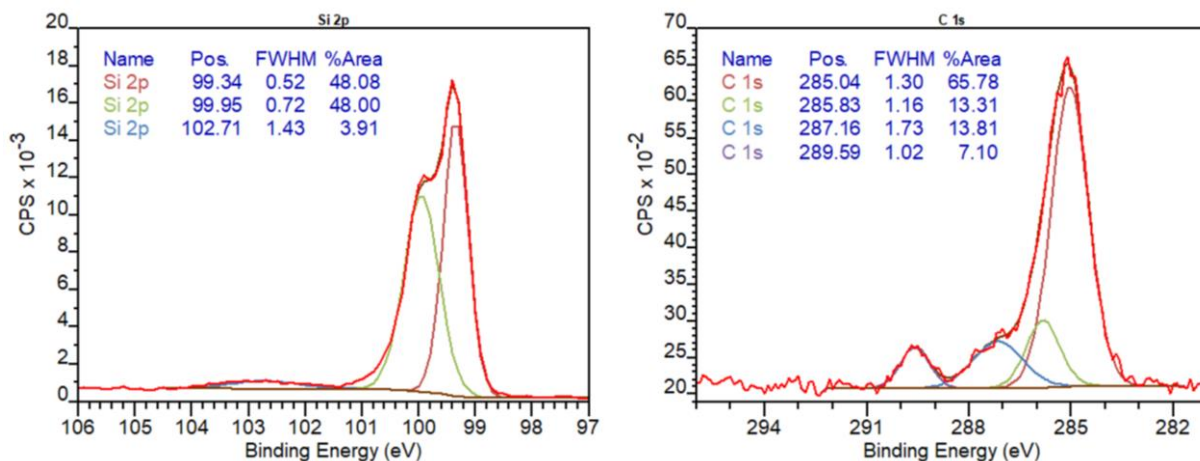 Si 2p
CPS x 10⁻³
20
18
16
14
12
10
8
6
4
2
0
Name Pos. FWHM %Area
Si 2p 99.34 0.52 48.08
Si 2p 99.95 0.72 48.00
Si 2p 102.71 1.43 3.91
106 105 104 103 102 101 100 99 98 97
Binding Energy (eV)
C 1s
CPS x 10⁻²
70
65
60
55
50
45
40
35
30
25
20
Name Pos. FWHM %Area
C 1s 285.04 1.30 65.78
C 1s 285.83 1.16 13.31
C 1s 287.16 1.73 13.81
C 1s 289.59 1.02 7.10
294 291 288 285 282
Binding Energy (eV)